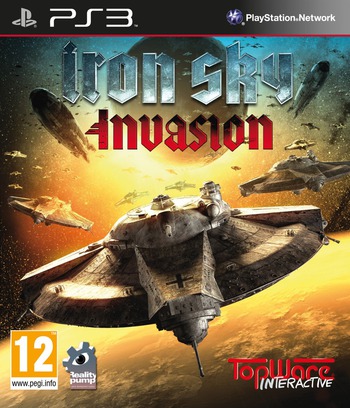 PS3
PlayStation®Network
iron sky
Invasion
12
www.pegi.info
Reality
pump
TopWare
INTERACTIVE